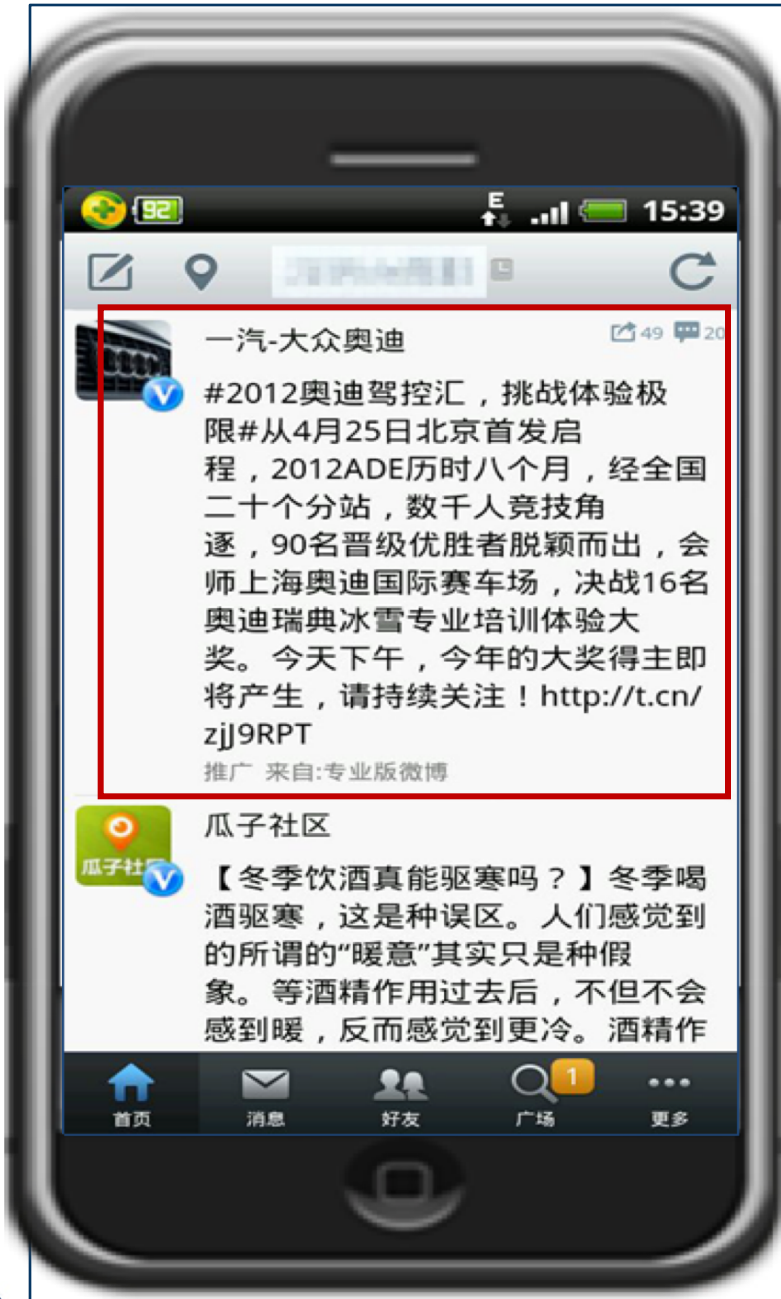 92
E
15:39
一汽-大众奥迪
49
20
#2012奥迪驾控汇，挑战体验极
限#从4月25日北京首发启
程，2012ADE历时八个月，经全国
二十个分站，数千人竞技角
逐，90名晋级优胜者脱颖而出，会
师上海奥迪国际赛车场，决战16名
奥迪瑞典冰雪专业培训体验大
奖。今天下午，今年的大奖得主即
将产生，请持续关注！http://t.cn/
zjJ9RPT
推广 来自:专业版微博
瓜子社区
瓜子社
【冬季饮酒真能驱寒吗？】冬季喝
酒驱寒，这是种误区。人们感觉到
的所谓的“暖意”其实只是种假
象。等酒精作用过去后，不但不会
感到暖，反而感觉到更冷。酒精作
1
首页
消息
好友
广场
更多